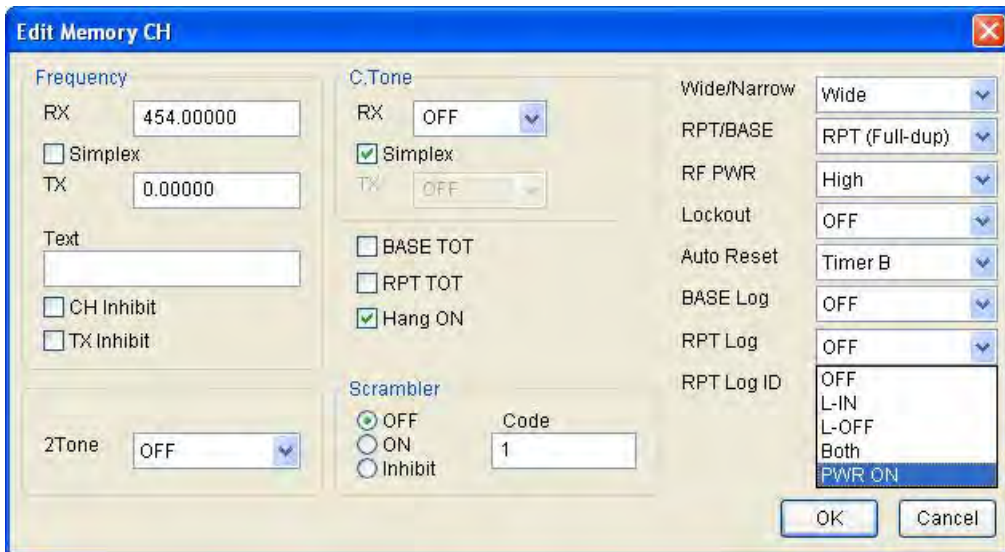 Edit Memory CH
Frequency
RX 454.00000
Simplex
TX 0.00000
Text
CH Inhibit
TX Inhibit
2Tone OFF
C.Tone
RX OFF
Simplex
TX OFF
BASE TOT
RPT TOT
Hang ON
Scrambler
OFF
ON
Inhibit
Code
1
Wide/Narrow Wide
RPT/BASE RPT (Full-dup)
RF PWR High
Lockout OFF
Auto Reset Timer B
BASE Log OFF
RPT Log OFF
RPT Log ID
OFF
L-IN
L-OFF
Both
PWR ON
OK Cancel